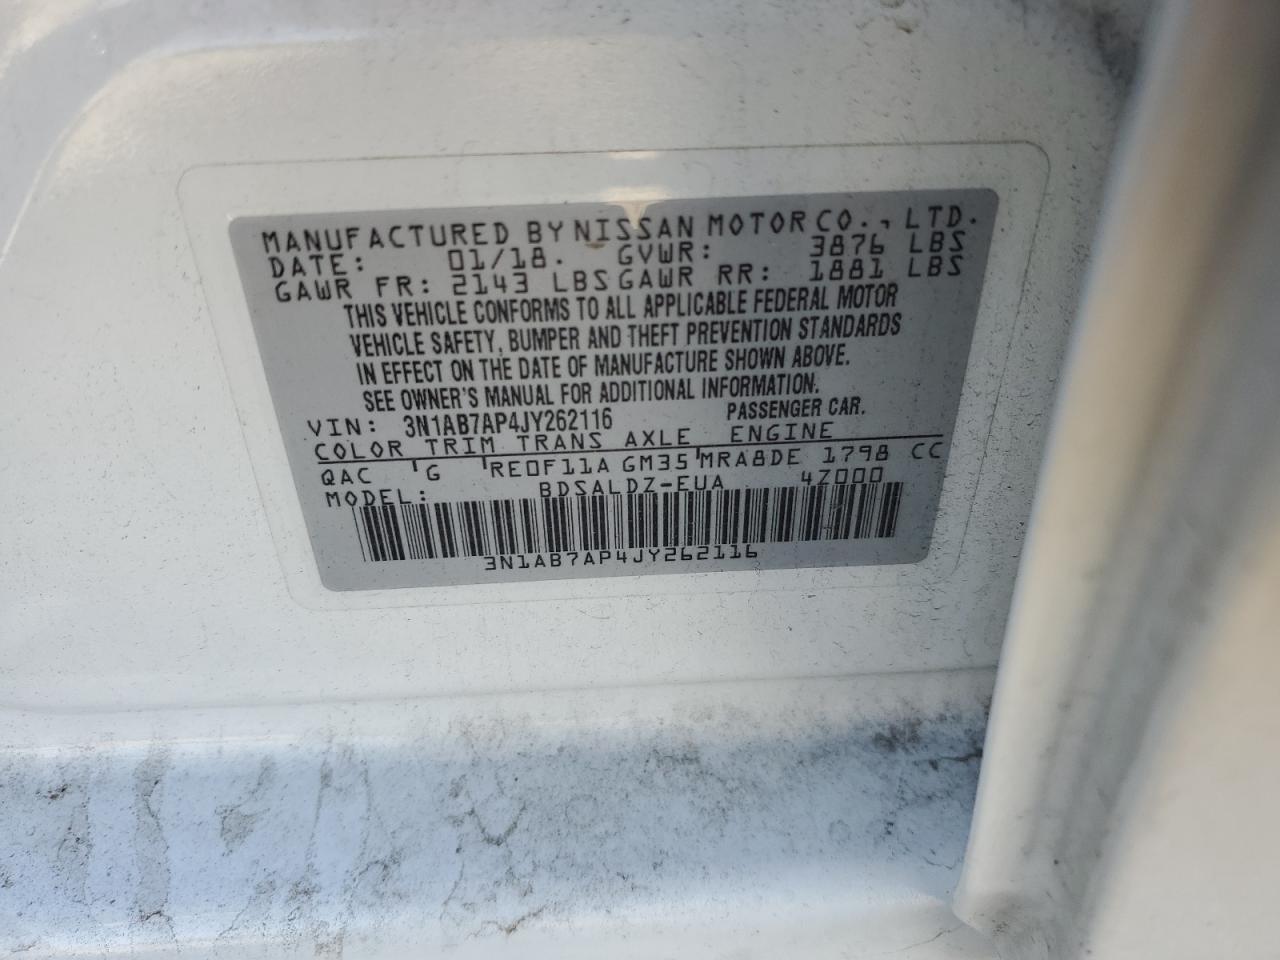 MANUFACTURED BY NISSAN MOTOR CO., LTD.
DATE: 01/18. GVWR: 3876 LBS
GAWR FR: 2143 LBS GAWR RR: 1881 LBS
THIS VEHICLE CONFORMS TO ALL APPLICABLE FEDERAL MOTOR
VEHICLE SAFETY, BUMPER AND THEFT PREVENTION STANDARDS
IN EFFECT ON THE DATE OF MANUFACTURE SHOWN ABOVE.
SEE OWNER'S MANUAL FOR ADDITIONAL INFORMATION.
VIN: 3N1AB7AP4JY262116 PASSENGER CAR.
COLOR TRIM TRANS AXLE ENGINE
QAC G RE0F11A GM35 MRA8DE 1798 CC
MODEL: BDSALDZ-EUA 4Z000
3N1AB7AP4JY262116